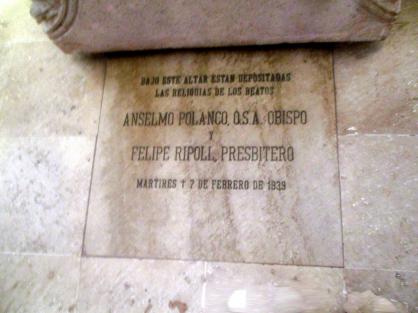 BAJO ESTE ALTAR ESTAN DEPOSITADAS
LAS RELIQUIAS DE LOS BEATOS
ANSELMO POLANCO, O.S.A. OBISPO
Y
FELIPE RIPOLL, PRESBITERO
MARTIRES † 7 DE FEBRERO DE 1939